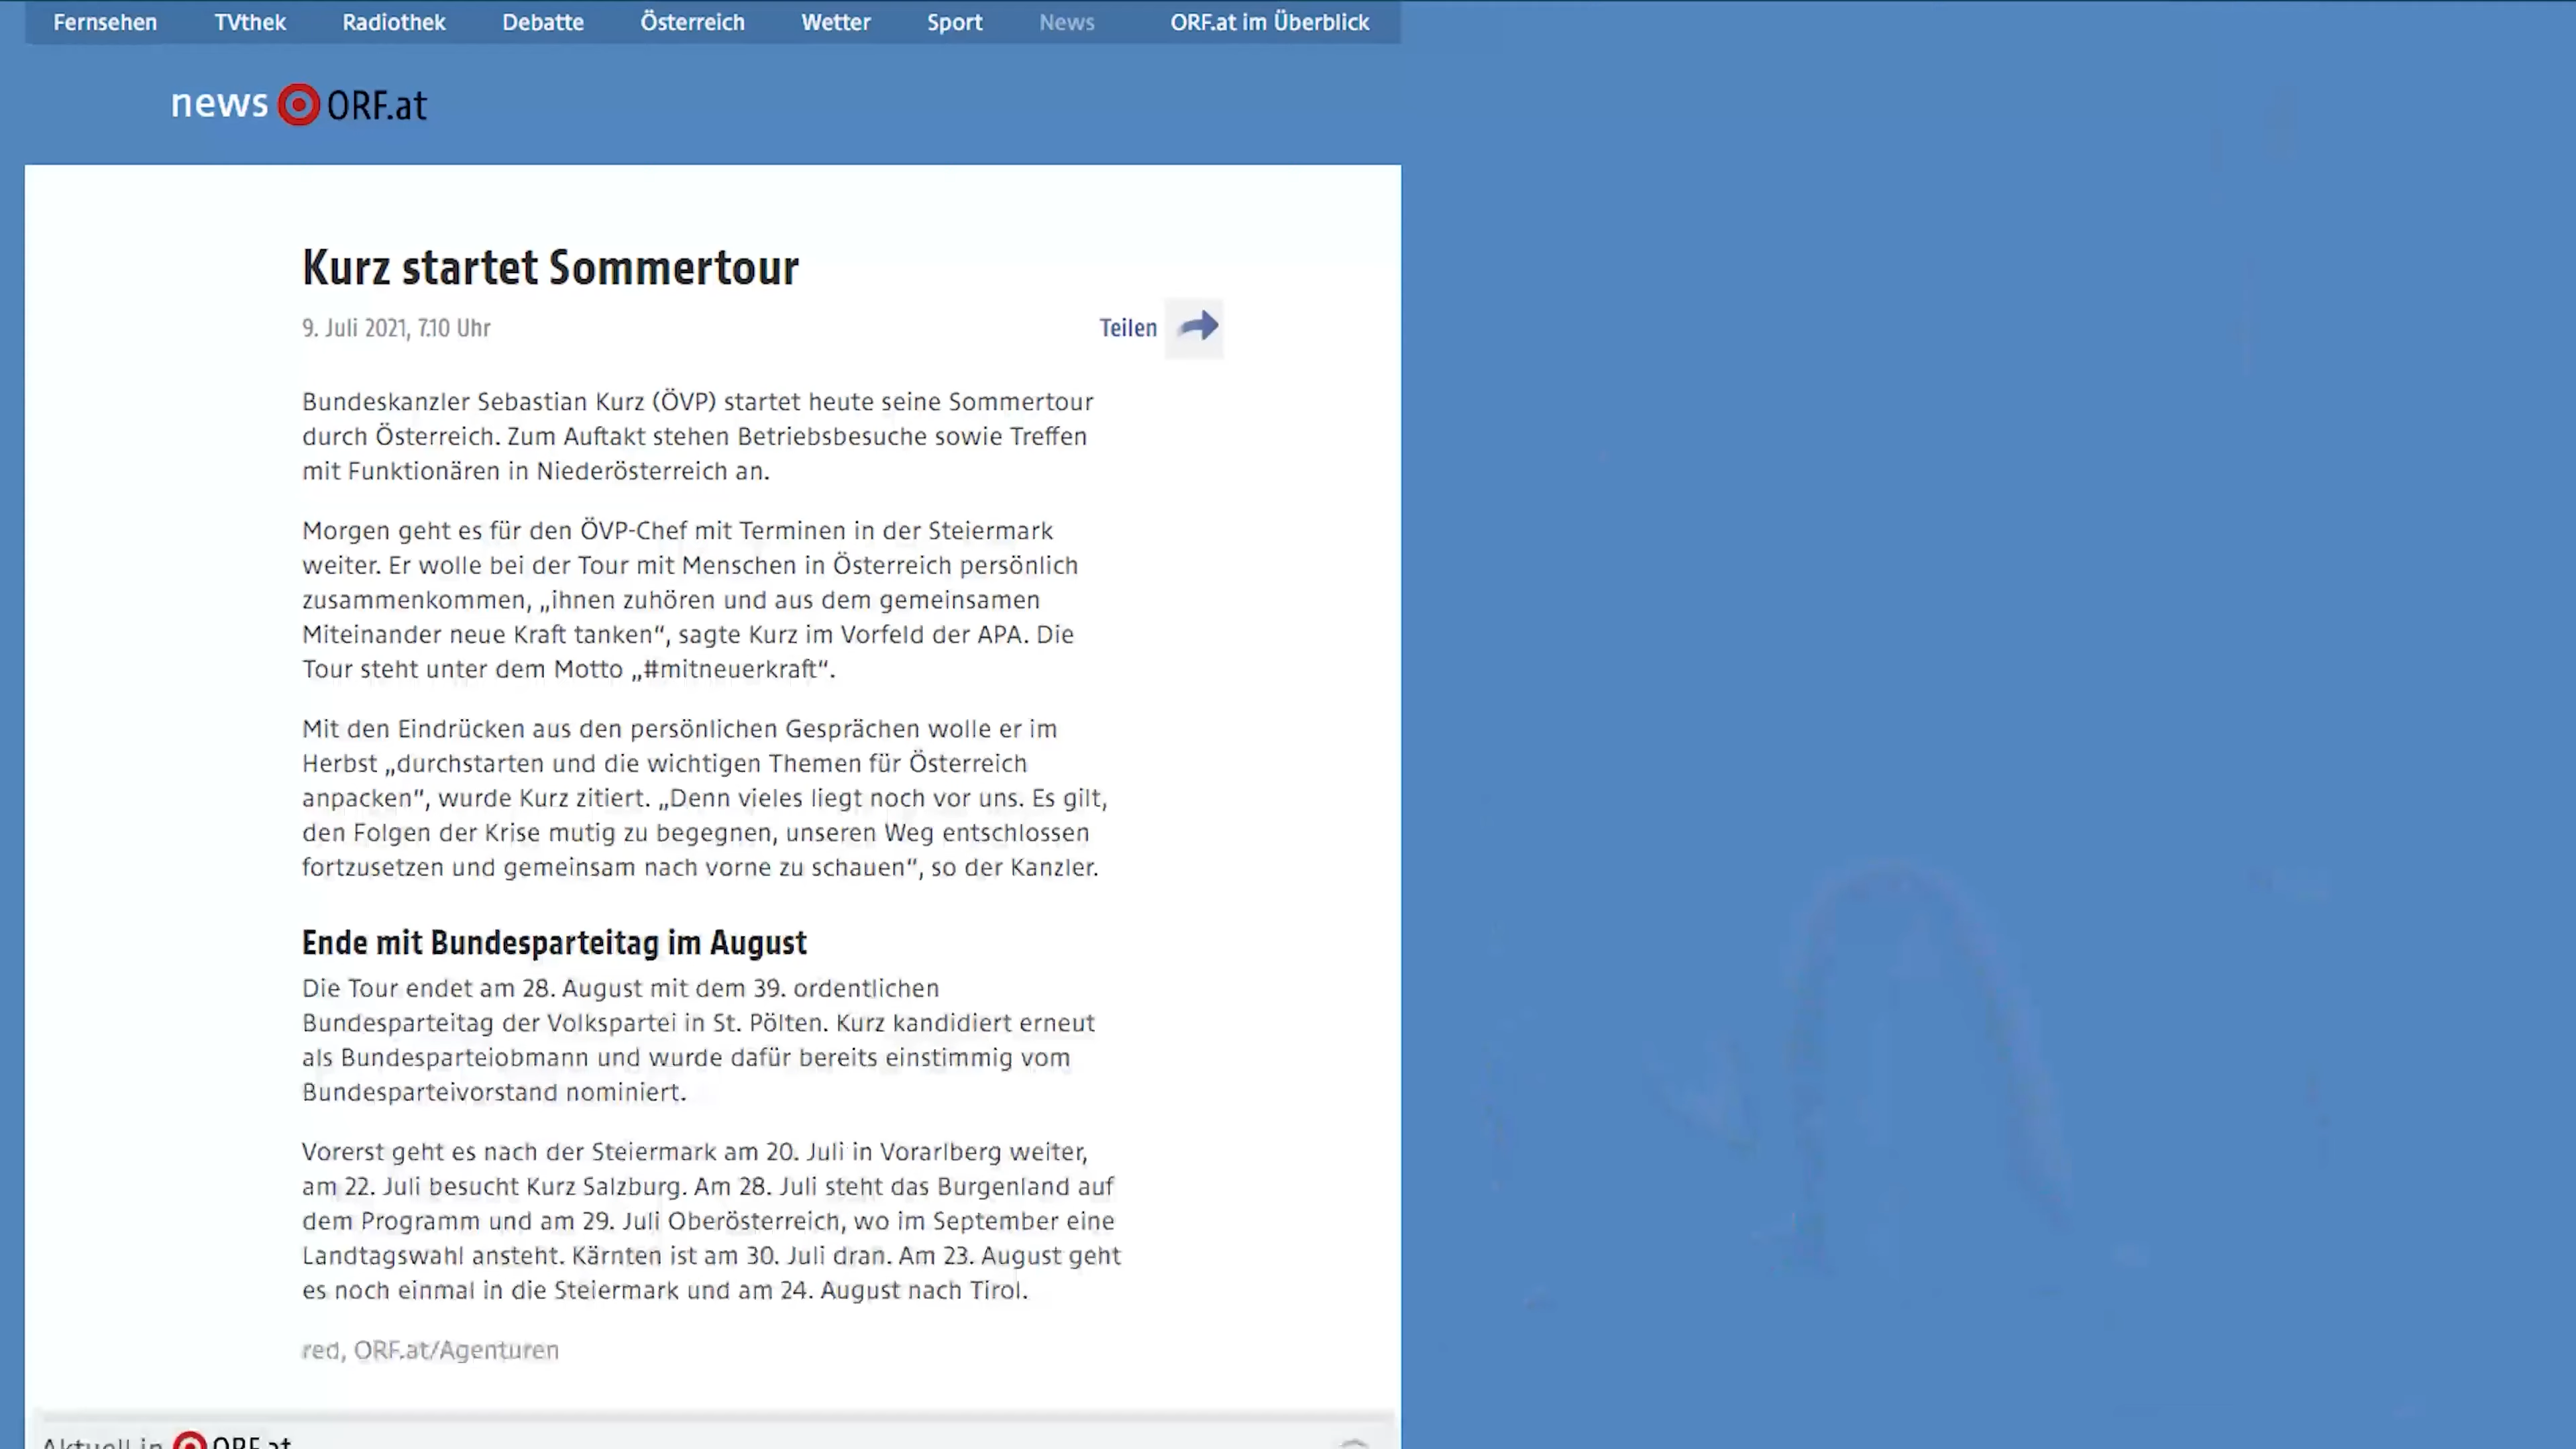 Fernsehen TVthek Radiothek Debatte Österreich Wetter Sport News ORF.at im Überblick
news ORF.at
Kurz startet Sommertour
9. Juli 2021, 7.10 Uhr
Teilen
Bundeskanzler Sebastian Kurz (ÖVP) startet heute seine Sommertour
durch Österreich. Zum Auftakt stehen Betriebsbesuche sowie Treffen
mit Funktionären in Niederösterreich an.
Morgen geht es für den ÖVP-Chef mit Terminen in der Steiermark
weiter. Er wolle bei der Tour mit Menschen in Österreich persönlich
zusammenkommen, „ihnen zuhören und aus dem gemeinsamen
Miteinander neue Kraft tanken“, sagte Kurz im Vorfeld der APA. Die
Tour steht unter dem Motto „#mitneuerkraft“.
Mit den Eindrücken aus den persönlichen Gesprächen wolle er im
Herbst „durchstarten und die wichtigen Themen für Österreich
anpacken“, wurde Kurz zitiert. „Denn vieles liegt noch vor uns. Es gilt,
den Folgen der Krise mutig zu begegnen, unseren Weg entschlossen
fortzusetzen und gemeinsam nach vorne zu schauen“, so der Kanzler.
Ende mit Bundesparteitag im August
Die Tour endet am 28. August mit dem 39. ordentlichen
Bundesparteitag der Volkspartei in St. Pölten. Kurz kandidiert erneut
als Bundesparteiobmann und wurde dafür bereits einstimmig vom
Bundesparteivorstand nominiert.
Vorerst geht es nach der Steiermark am 20. Juli in Vorarlberg weiter,
am 22. Juli besucht Kurz Salzburg. Am 28. Juli steht das Burgenland auf
dem Programm und am 29. Juli Oberösterreich, wo im September eine
Landtagswahl ansteht. Kärnten ist am 30. Juli dran. Am 23. August geht
es noch einmal in die Steiermark und am 24. August nach Tirol.
red, ORF.at/Agenturen
Aktuell in ORF.at